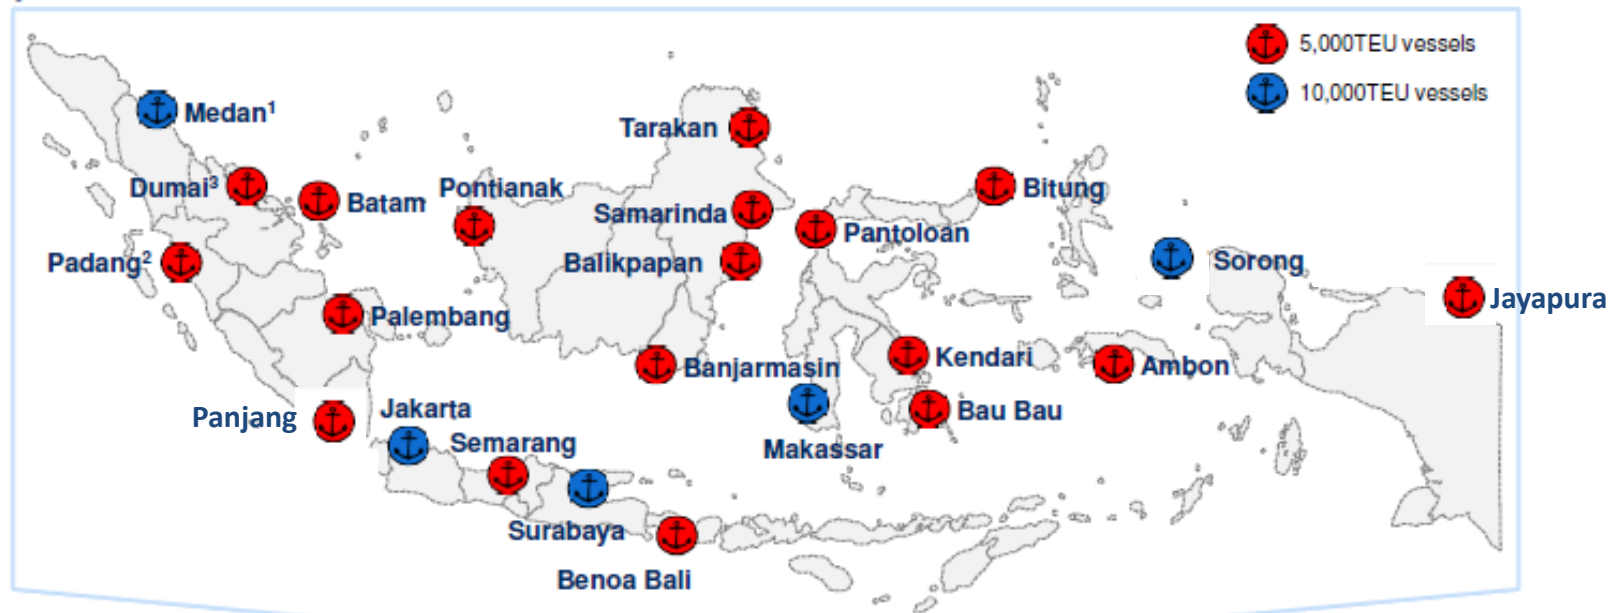 5,000TEU vessels
10,000TEU vessels
Medan¹
Tarakan
Dumai³
Batam
Pontianak
Bitung
Samarinda
Pantoloan
Padang²
Balikpapan
Sorong
Jayapura
Palembang
Banjarmasin
Kendari
Ambon
Panjang
Jakarta
Bau Bau
Semarang
Makassar
Surabaya
Benoa Bali